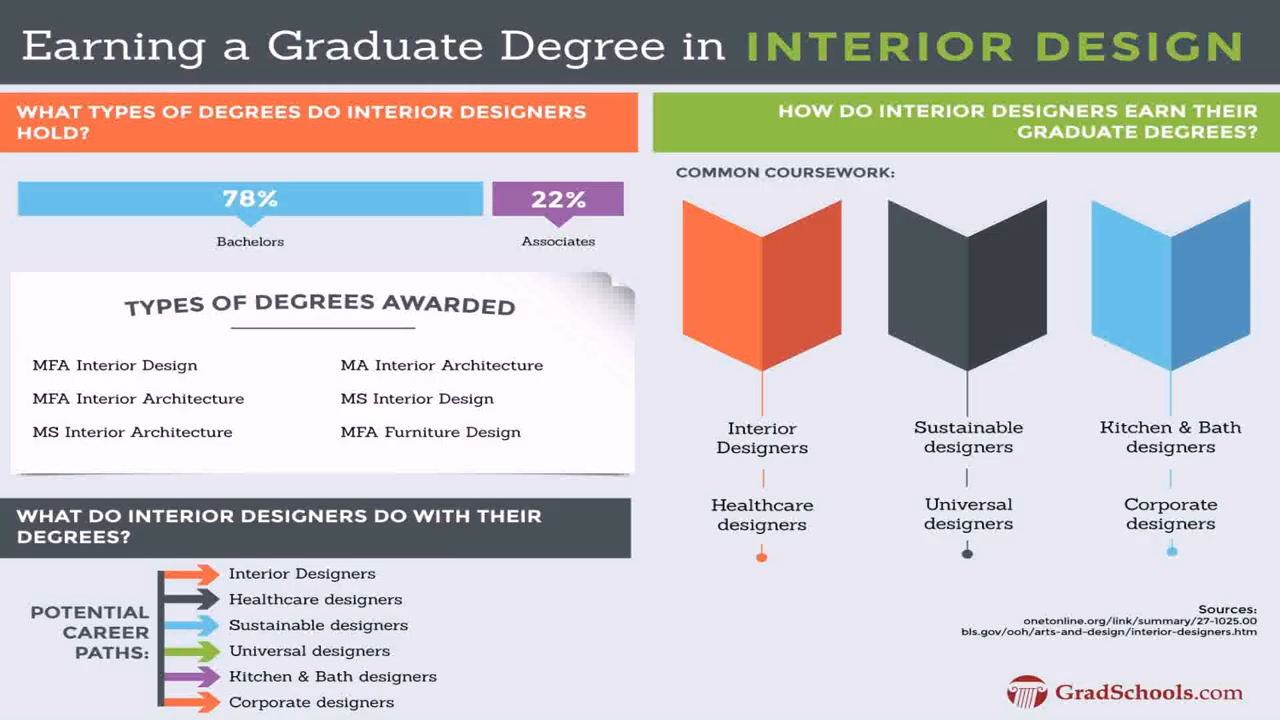 Earning a Graduate Degree in INTERIOR DESIGN
WHAT TYPES OF DEGREES DO INTERIOR DESIGNERS
HOLD?
78%
22%
Bachelors
Associates
TYPES OF DEGREES AWARDED
MFA Interior Design
MA Interior Architecture
MFA Interior Architecture
MS Interior Design
MS Interior Architecture
MFA Furniture Design
WHAT DO INTERIOR DESIGNERS DO WITH THEIR
DEGREES?
POTENTIAL
CAREER
PATHS:
Interior Designers
Healthcare designers
Sustainable designers
Universal designers
Kitchen & Bath designers
Corporate designers
HOW DO INTERIOR DESIGNERS EARN THEIR
GRADUATE DEGREES?
COMMON COURSEWORK:
Interior
Designers
Healthcare
designers
Sustainable
designers
Universal
designers
Kitchen & Bath
designers
Corporate
designers
Sources:
onetonline.org/link/summary/27-1025.00
bls.gov/ooh/arts-and-design/interior-designers.htm
GradSchools.com